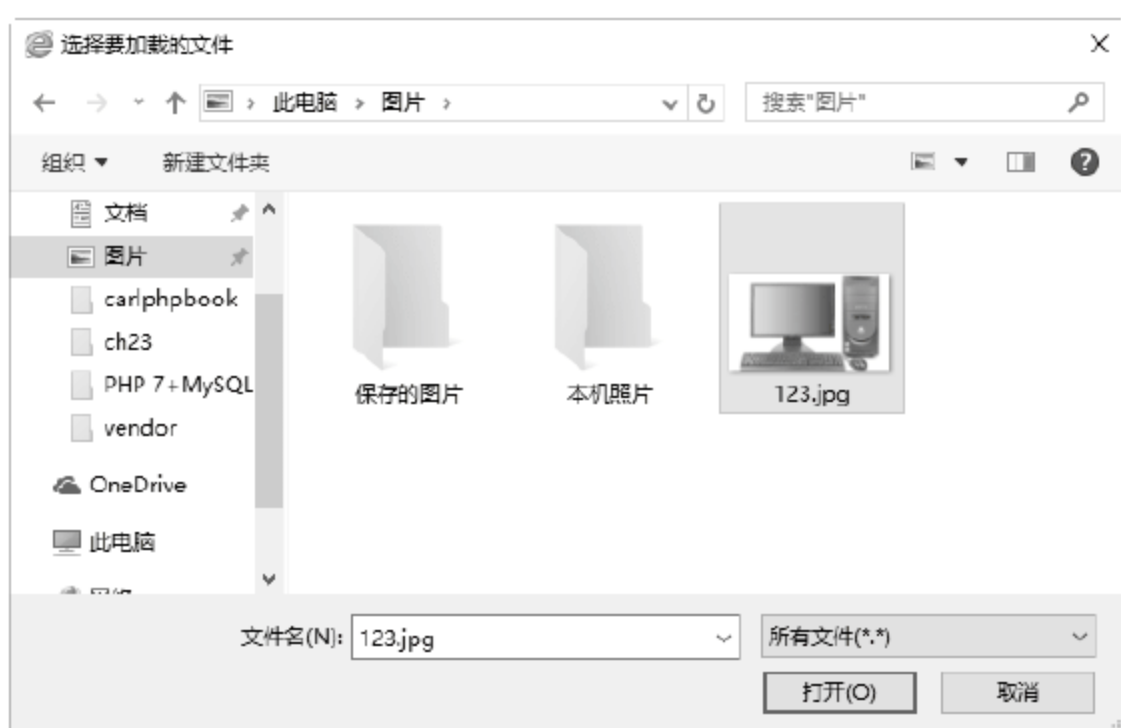 选择要加载的文件
此电脑 › 图片 ›
搜索"图片"
组织
新建文件夹
文档
图片
carlphpbook
ch23
PHP 7+MySQL
vendor
OneDrive
此电脑
保存的图片
本机照片
123.jpg
文件名(N): 123.jpg
所有文件(*.*)
打开(O)
取消